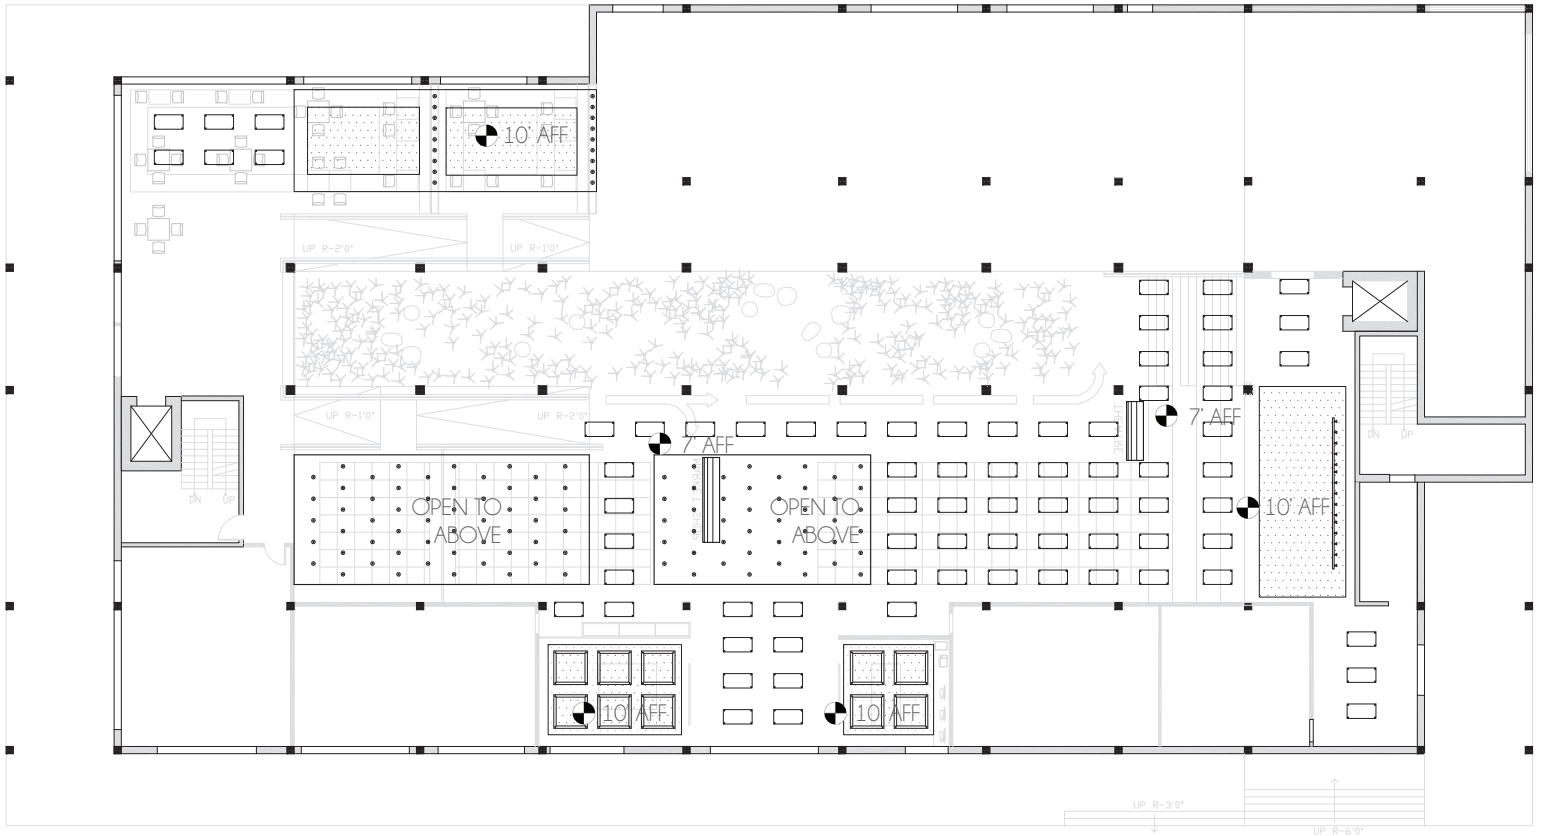 10' AFF
UP R-2'0"
UP R-1'0"
UP R-1'0"
UP R-2'0"
7' AFF
7' AFF
DN
UP
DN
UP
OPEN TO
ABOVE
OPEN TO
ABOVE
10' AFF
10' AFF
10' AFF
UP R-3'0"
UP R-6'0"